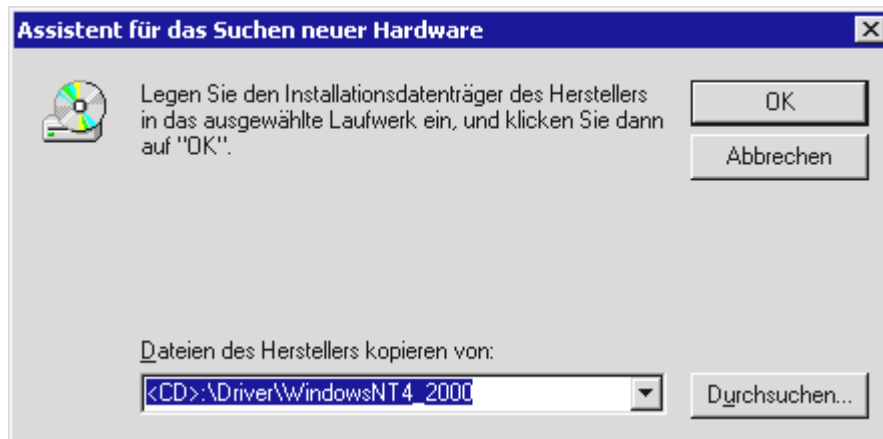 Assistent für das Suchen neuer Hardware
Legen Sie den Installationsdatenträger des Herstellers
in das ausgewählte Laufwerk ein, und klicken Sie dann
auf "OK".
OK
Abbrechen
Dateien des Herstellers kopieren von:
<CD>:\Driver\WindowsNT4_2000
Durchsuchen...